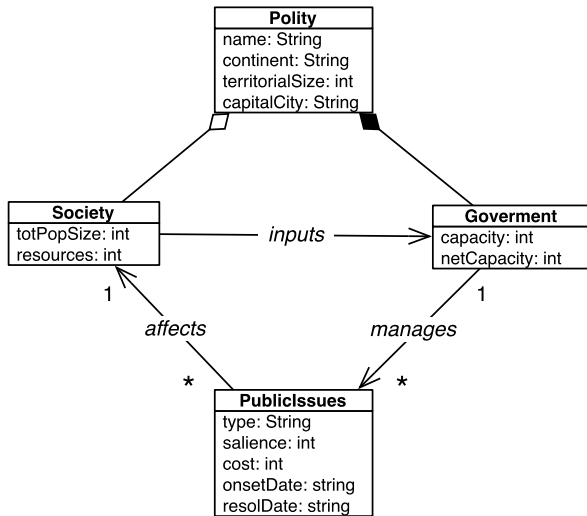 Polity
name: String
continent: String
territorialSize: int
capitalCity: String
Society
totPopSize: int
resources: int
inputs
Goverment
capacity: int
netCapacity: int
1
1
affects
manages
*
*
PublicIssues
type: String
salience: int
cost: int
onsetDate: string
resolDate: string